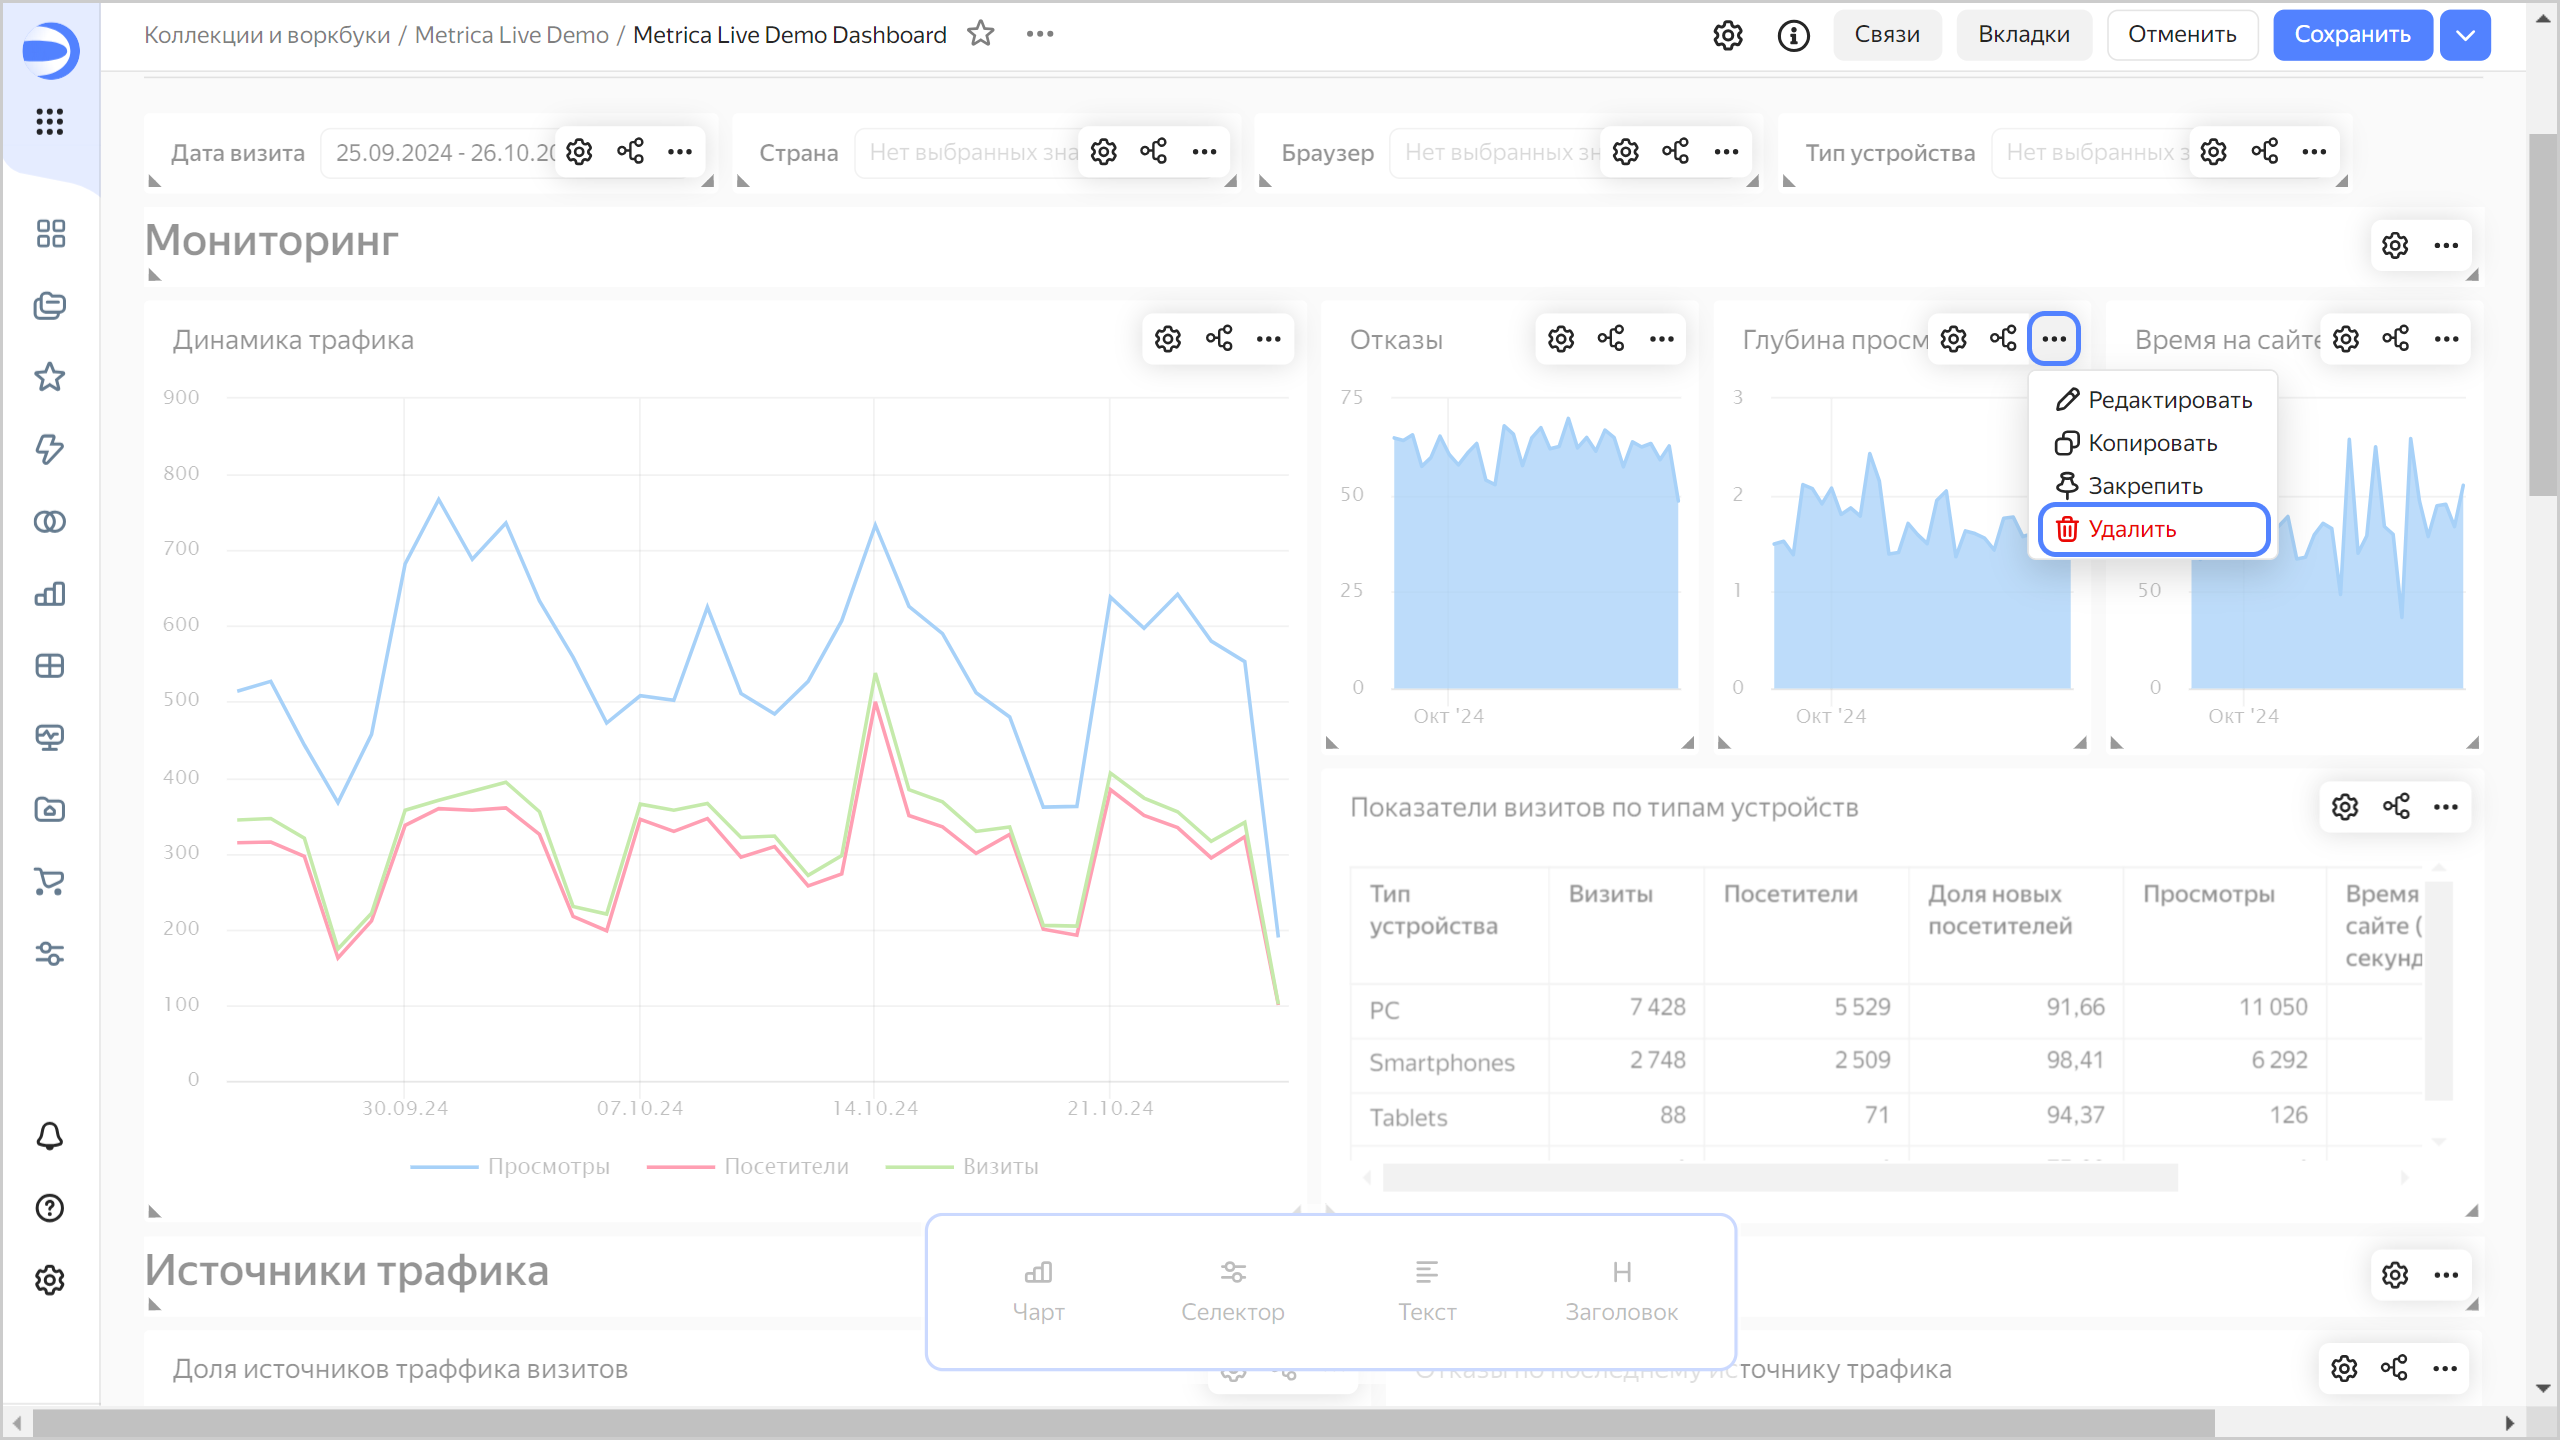 Коллекции и воркбуки / Metrica Live Demo / Metrica Live Demo Dashboard
Связи
Вкладки
Отменить
Сохранить
Дата визита
25.09.2024 - 26.10.20
Страна
Нет выбранных зна
Браузер
Нет выбранных зн
Тип устройства
Нет выбранных з
Мониторинг
Динамика трафика
900
800
700
600
500
400
300
200
100
0
30.09.24
07.10.24
14.10.24
21.10.24
Просмотры
Посетители
Визиты
Отказы
75
50
25
0
Окт '24
Глубина просм
3
2
1
0
Окт '24
Время на сайте
50
0
Окт '24
Редактировать
Копировать
Закрепить
Удалить
Показатели визитов по типам устройств
Тип устройства Визиты Посетители Доля новых посетителей Просмотры Время сайте ( секунд
PC 7 428 5 529 91,66 11 050
Smartphones 2 748 2 509 98,41 6 292
Tablets 88 71 94,37 126
Источники трафика
Чарт
Селектор
Текст
Заголовок
Доля источников траффика визитов
Отказы по последнему источнику трафика